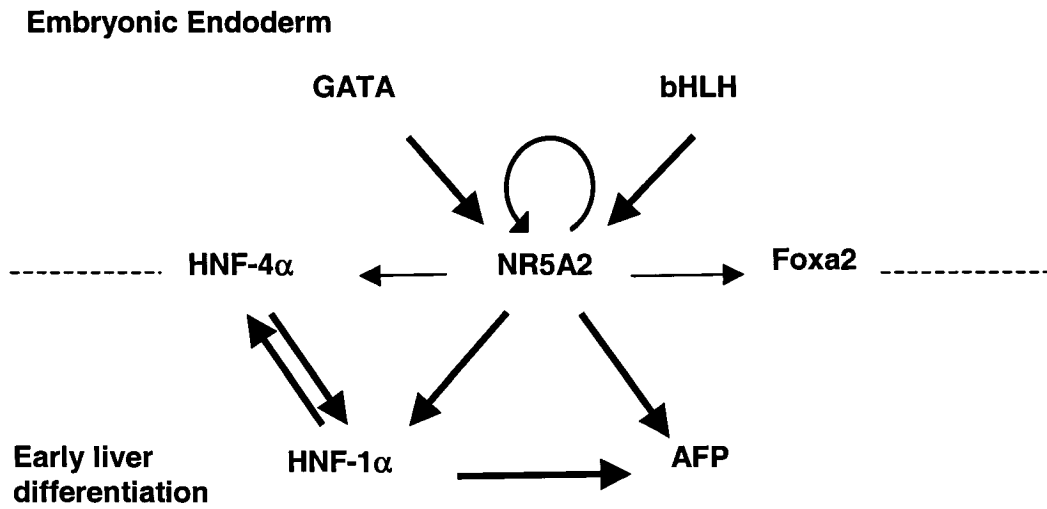 Embryonic Endoderm
GATA
bHLH
HNF-4α
NR5A2
Foxa2
HNF-1α
AFP
Early liver
differentiation